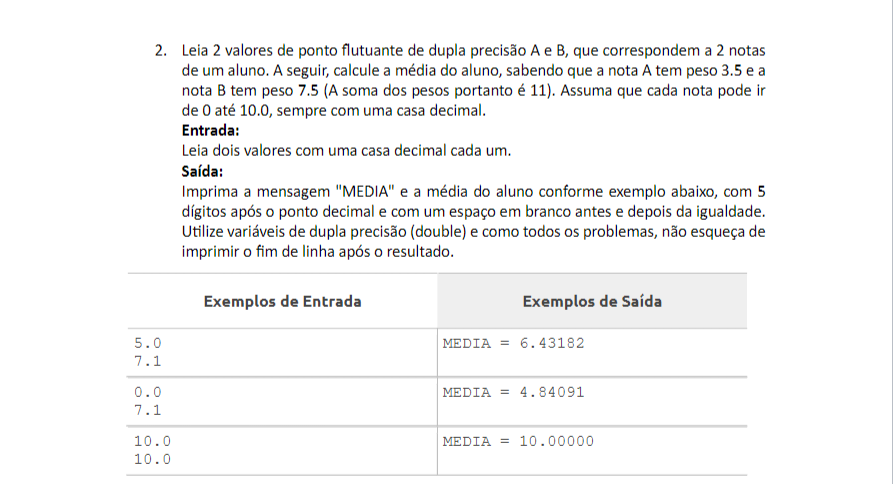 2. Leia 2 valores de ponto flutuante de dupla precisão A e B, que correspondem a 2 notas
de um aluno. A seguir, calcule a média do aluno, sabendo que a nota A tem peso 3.5 e a
nota B tem peso 7.5 (A soma dos pesos portanto é 11). Assuma que cada nota pode ir
de 0 até 10.0, sempre com uma casa decimal.
Entrada:
Leia dois valores com uma casa decimal cada um.
Saída:
Imprima a mensagem "MEDIA" e a média do aluno conforme exemplo abaixo, com 5
dígitos após o ponto decimal e com um espaço em branco antes e depois da igualdade.
Utilize variáveis de dupla precisão (double) e como todos os problemas, não esqueça de
imprimir o fim de linha após o resultado.
Exemplos de Entrada Exemplos de Saída
5.0 MEDIA = 6.43182
7.1
0.0 MEDIA = 4.84091
7.1
10.0 MEDIA = 10.00000
10.0